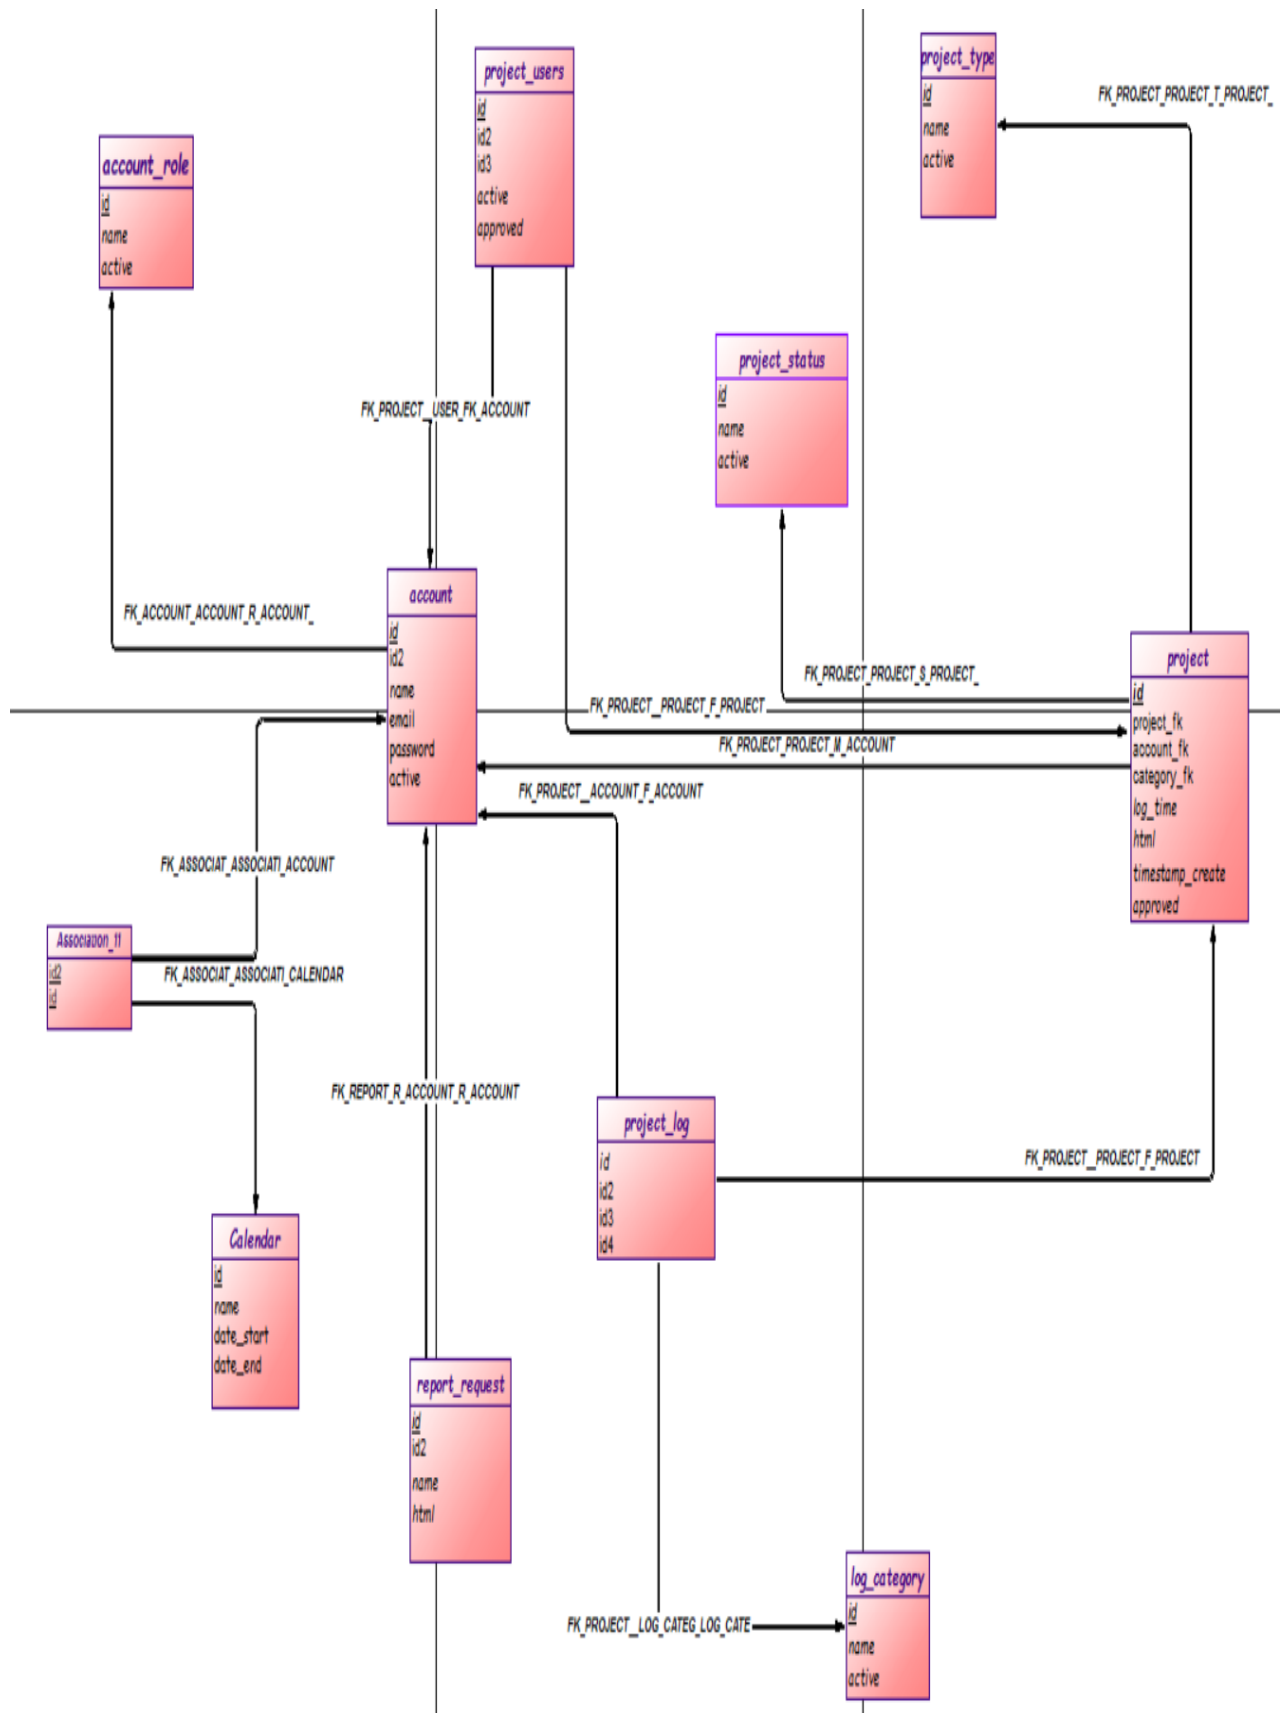 project_users
id
id2
id3
active
approved
project_type
id
name
active
FK_PROJECT_PROJECT_T_PROJECT_
account_role
id
name
active
project_status
id
name
active
FK_PROJECT__USER_FK_ACCOUNT
account
id
id2
name
email
password
active
FK_ACCOUNT_ACCOUNT_R_ACCOUNT_
project
id
project_fk
account_fk
category_fk
log_time
html
timestamp_create
approved
FK_PROJECT_PROJECT_S_PROJECT_
FK_PROJECT__PROJECT_F_PROJECT
FK_PROJECT_PROJECT_M_ACCOUNT
FK_PROJECT__ACCOUNT_F_ACCOUNT
FK_ASSOCIAT_ASSOCIATI_ACCOUNT
Association_11
id2
id
FK_ASSOCIAT_ASSOCIATI_CALENDAR
FK_REPORT_R_ACCOUNT_R_ACCOUNT
project_log
id
id2
id3
id4
FK_PROJECT__PROJECT_F_PROJECT
Calendar
id
name
date_start
date_end
report_request
id
id2
name
html
log_category
id
name
active
FK_PROJECT__LOG_CATEG_LOG_CATE